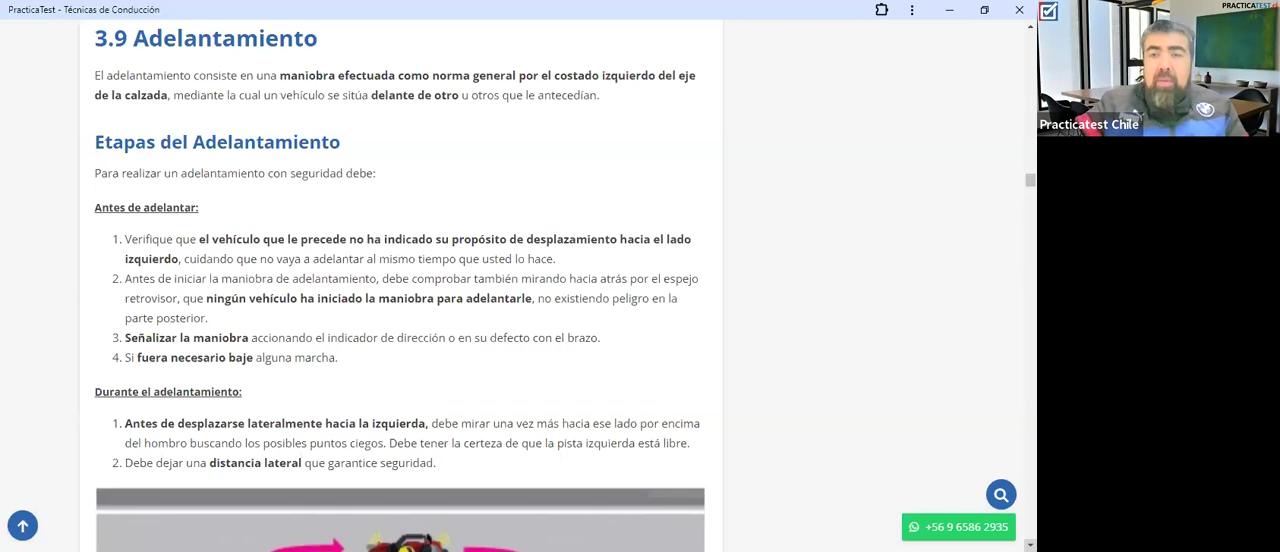 PracticaTest - Técnicas de Conducción
PRACTICATEST
Practicatest Chile
3.9 Adelantamiento
El adelantamiento consiste en una maniobra efectuada como norma general por el costado izquierdo del eje
de la calzada, mediante la cual un vehículo se sitúa delante de otro u otros que le antecedían.
Etapas del Adelantamiento
Para realizar un adelantamiento con seguridad debe:
Antes de adelantar:
1. Verifique que el vehículo que le precede no ha indicado su propósito de desplazamiento hacia el lado
izquierdo, cuidando que no vaya a adelantar al mismo tiempo que usted lo hace.
2. Antes de iniciar la maniobra de adelantamiento, debe comprobar también mirando hacia atrás por el espejo
retrovisor, que ningún vehículo ha iniciado la maniobra para adelantarle, no existiendo peligro en la
parte posterior.
3. Señalizar la maniobra accionando el indicador de dirección o en su defecto con el brazo.
4. Si fuera necesario baje alguna marcha.
Durante el adelantamiento:
1. Antes de desplazarse lateralmente hacia la izquierda, debe mirar una vez más hacia ese lado por encima
del hombro buscando los posibles puntos ciegos. Debe tener la certeza de que la pista izquierda está libre.
2. Debe dejar una distancia lateral que garantice seguridad.
+56 9 6586 2935